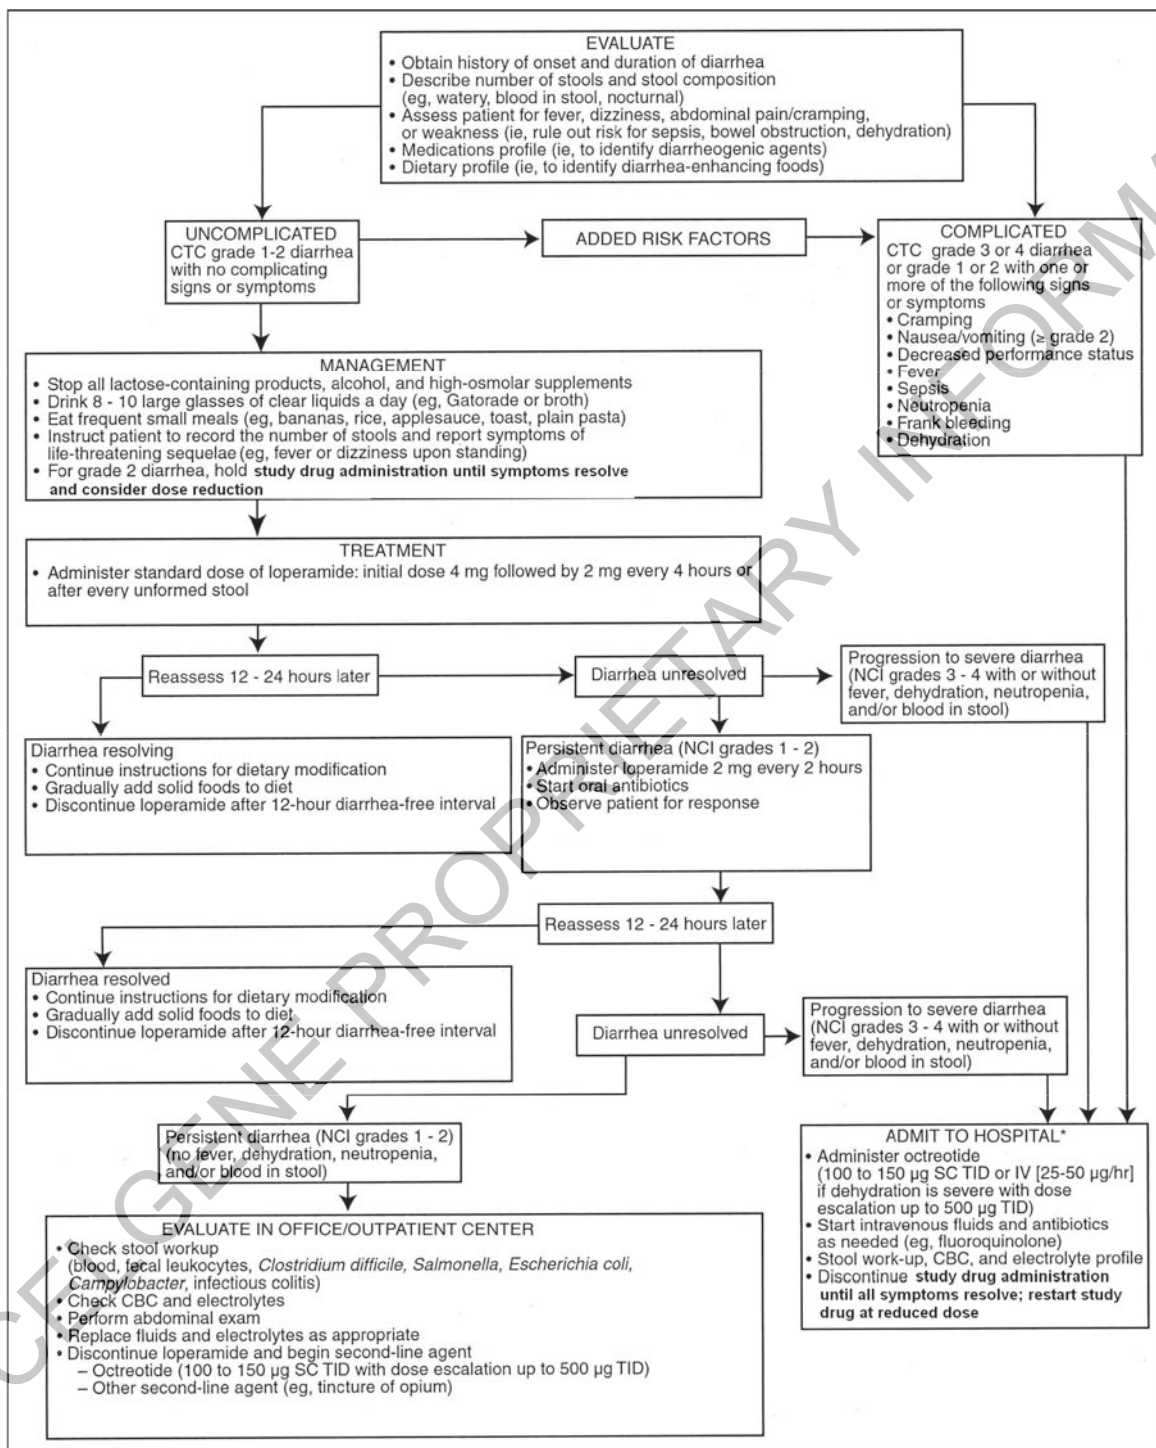 EVALUATE
• Obtain history of onset and duration of diarrhea
• Describe number of stools and stool composition
(eg, watery, blood in stool, nocturnal)
• Assess patient for fever, dizziness, abdominal pain/cramping,
or weakness (ie, rule out risk for sepsis, bowel obstruction, dehydration)
• Medications profile (ie, to identify diarrheogenic agents)
• Dietary profile (ie, to identify diarrhea-enhancing foods)
UNCOMPLICATED
CTC grade 1-2 diarrhea
with no complicating
signs or symptoms
ADDED RISK FACTORS
COMPLICATED
CTC grade 3 or 4 diarrhea
or grade 1 or 2 with one or
more of the following signs
or symptoms
• Cramping
• Nausea/vomiting (≥ grade 2)
• Decreased performance status
• Fever
• Sepsis
• Neutropenia
• Frank bleeding
• Dehydration
MANAGEMENT
• Stop all lactose-containing products, alcohol, and high-osmolar supplements
• Drink 8 - 10 large glasses of clear liquids a day (eg, Gatorade or broth)
• Eat frequent small meals (eg, bananas, rice, applesauce, toast, plain pasta)
• Instruct patient to record the number of stools and report symptoms of
life-threatening sequelae (eg, fever or dizziness upon standing)
• For grade 2 diarrhea, hold study drug administration until symptoms resolve
and consider dose reduction
TREATMENT
• Administer standard dose of loperamide: initial dose 4 mg followed by 2 mg every 4 hours or
after every unformed stool
Reassess 12 - 24 hours later
Diarrhea unresolved
Progression to severe diarrhea
(NCI grades 3 - 4 with or without
fever, dehydration, neutropenia,
and/or blood in stool)
Diarrhea resolving
• Continue instructions for dietary modification
• Gradually add solid foods to diet
• Discontinue loperamide after 12-hour diarrhea-free interval
Persistent diarrhea (NCI grades 1 - 2)
• Administer loperamide 2 mg every 2 hours
• Start oral antibiotics
• Observe patient for response
Reassess 12 - 24 hours later
Diarrhea resolved
• Continue instructions for dietary modification
• Gradually add solid foods to diet
• Discontinue loperamide after 12-hour diarrhea-free interval
Diarrhea unresolved
Progression to severe diarrhea
(NCI grades 3 - 4 with or without
fever, dehydration, neutropenia,
and/or blood in stool)
Persistent diarrhea (NCI grades 1 - 2)
(no fever, dehydration, neutropenia,
and/or blood in stool)
ADMIT TO HOSPITAL*
• Administer octreotide
(100 to 150 µg SC TID or IV [25-50 µg/hr]
if dehydration is severe with dose
escalation up to 500 µg TID)
• Start intravenous fluids and antibiotics
as needed (eg, fluoroquinolone)
• Stool work-up, CBC, and electrolyte profile
• Discontinue study drug administration
until all symptoms resolve; restart study
drug at reduced dose
EVALUATE IN OFFICE/OUTPATIENT CENTER
• Check stool workup
(blood, fecal leukocytes, Clostridium difficile, Salmonella, Escherichia coli,
Campylobacter, infectious colitis)
• Check CBC and electrolytes
• Perform abdominal exam
• Replace fluids and electrolytes as appropriate
• Discontinue loperamide and begin second-line agent
– Octreotide (100 to 150 µg SC TID with dose escalation up to 500 µg TID)
– Other second-line agent (eg, tincture of opium)
CELGENE PROPRIETARY INFORMA